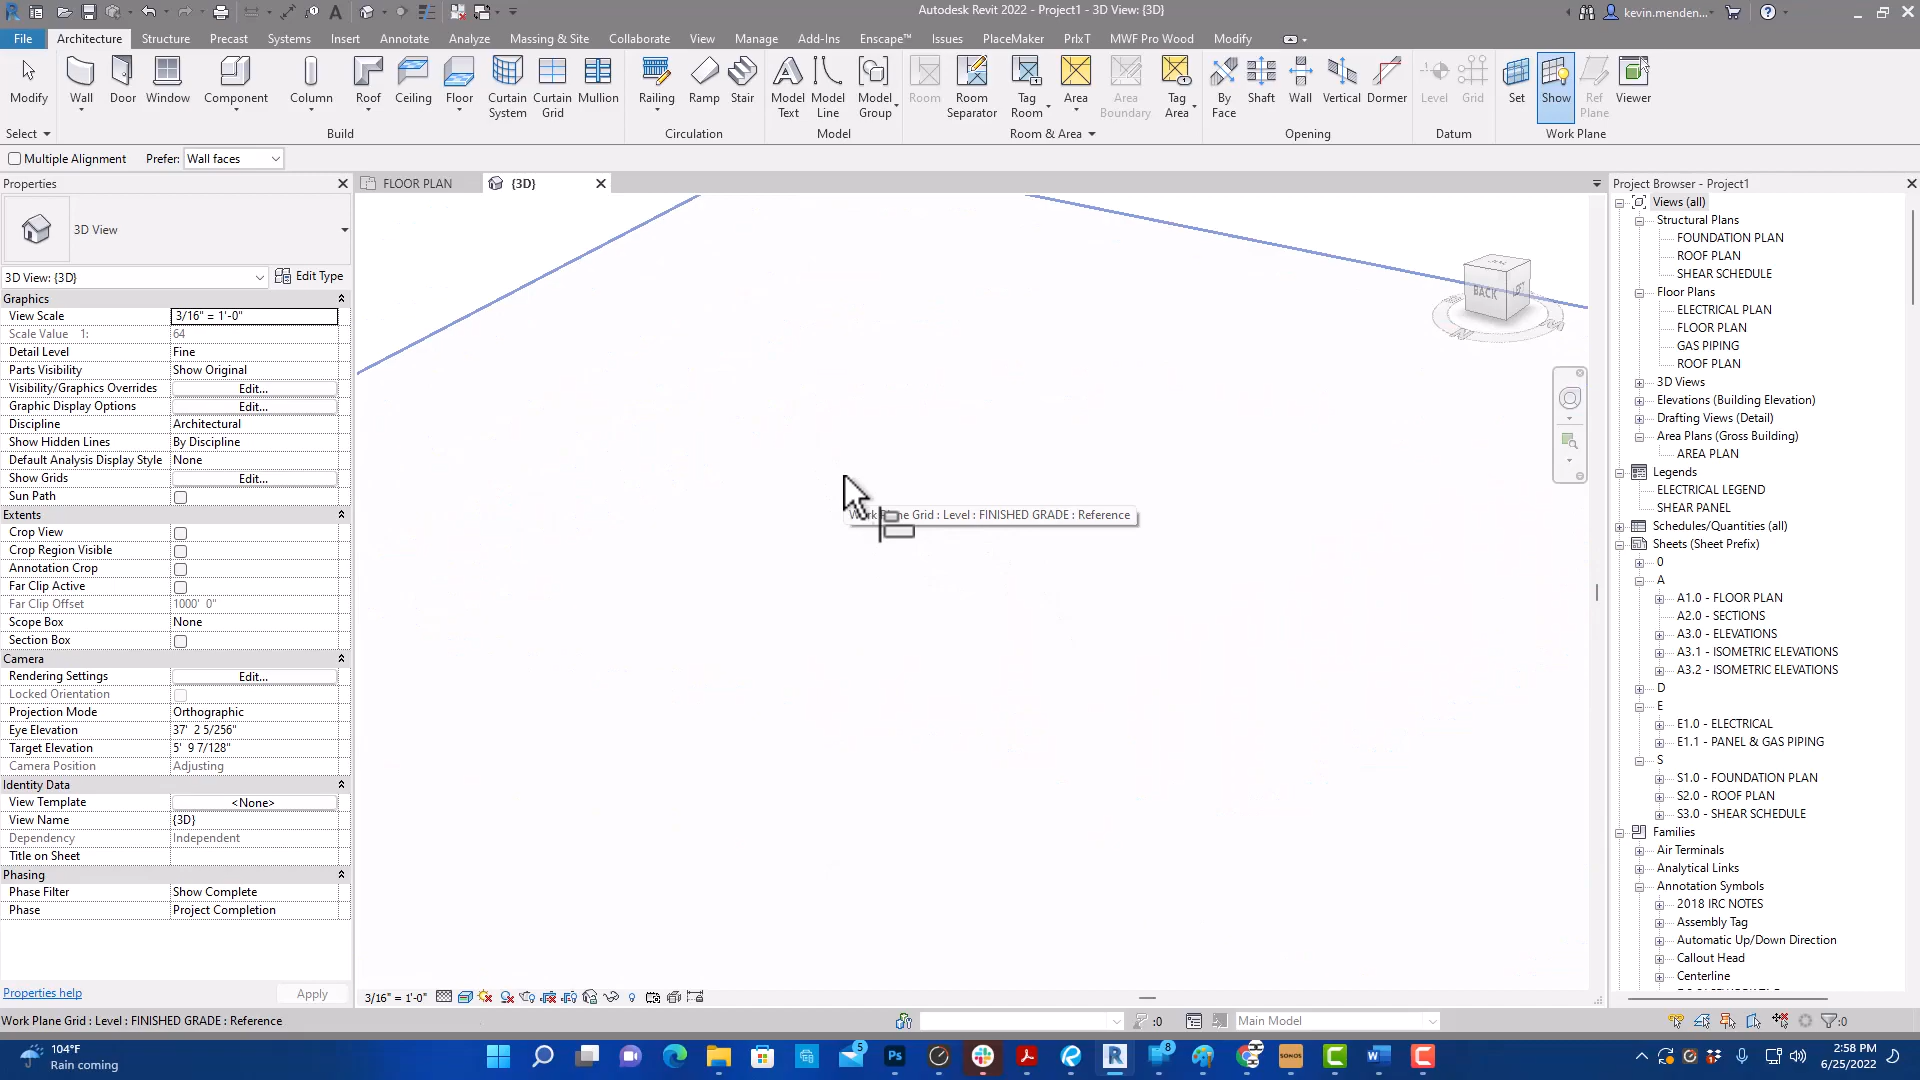 Autodesk Revit 2022 - Project1 - 3D View: {3D}
kevin.menden...
File Architecture Structure Precast Systems Insert Annotate Analyze Massing & Site Collaborate View Manage Add-Ins Enscape™ Issues PlaceMaker PrlxT MWF Pro Wood Modify
Modify Wall Door Window Component Column Roof Ceiling Floor Curtain System Curtain Grid Mullion Railing Ramp Stair Model Text Model Line Model Group Room Room Separator Tag Room Area Area Boundary Tag Area By Face Shaft Wall Vertical Dormer Level Grid Set Show Ref Plane Viewer
Select Build Circulation Model Room & Area Opening Datum Work Plane
Multiple Alignment Prefer: Wall faces
Properties
3D View
3D View: {3D} Edit Type
Graphics
View Scale 3/16" = 1'-0"
Scale Value 1: 64
Detail Level Fine
Parts Visibility Show Original
Visibility/Graphics Overrides Edit...
Graphic Display Options Edit...
Discipline Architectural
Show Hidden Lines By Discipline
Default Analysis Display Style None
Show Grids Edit...
Sun Path
Extents
Crop View
Crop Region Visible
Annotation Crop
Far Clip Active
Far Clip Offset 1000' 0"
Scope Box None
Section Box
Camera
Rendering Settings Edit...
Locked Orientation
Projection Mode Orthographic
Eye Elevation 37' 2 5/256"
Target Elevation 5' 9 7/128"
Camera Position Adjusting
Identity Data
View Template <None>
View Name {3D}
Dependency Independent
Title on Sheet
Phasing
Phase Filter Show Complete
Phase Project Completion
Properties help Apply
FLOOR PLAN {3D}
BACK
Grid : Level : FINISHED GRADE : Reference
3/16" = 1'-0"
Project Browser - Project1
Views (all)
Structural Plans
FOUNDATION PLAN
ROOF PLAN
SHEAR SCHEDULE
Floor Plans
ELECTRICAL PLAN
FLOOR PLAN
GAS PIPING
ROOF PLAN
3D Views
Elevations (Building Elevation)
Drafting Views (Detail)
Area Plans (Gross Building)
AREA PLAN
Legends
ELECTRICAL LEGEND
SHEAR PANEL
Schedules/Quantities (all)
Sheets (Sheet Prefix)
0
A
A1.0 - FLOOR PLAN
A2.0 - SECTIONS
A3.0 - ELEVATIONS
A3.1 - ISOMETRIC ELEVATIONS
A3.2 - ISOMETRIC ELEVATIONS
D
E
E1.0 - ELECTRICAL
E1.1 - PANEL & GAS PIPING
S
S1.0 - FOUNDATION PLAN
S2.0 - ROOF PLAN
S3.0 - SHEAR SCHEDULE
Families
Air Terminals
Analytical Links
Annotation Symbols
2018 IRC NOTES
Assembly Tag
Automatic Up/Down Direction
Callout Head
Centerline
Work Plane Grid : Level : FINISHED GRADE : Reference
:0
Main Model
:0
104°F
Rain coming
5
Ps
R
8
SONOS
C
W
C
2:58 PM
6/25/2022